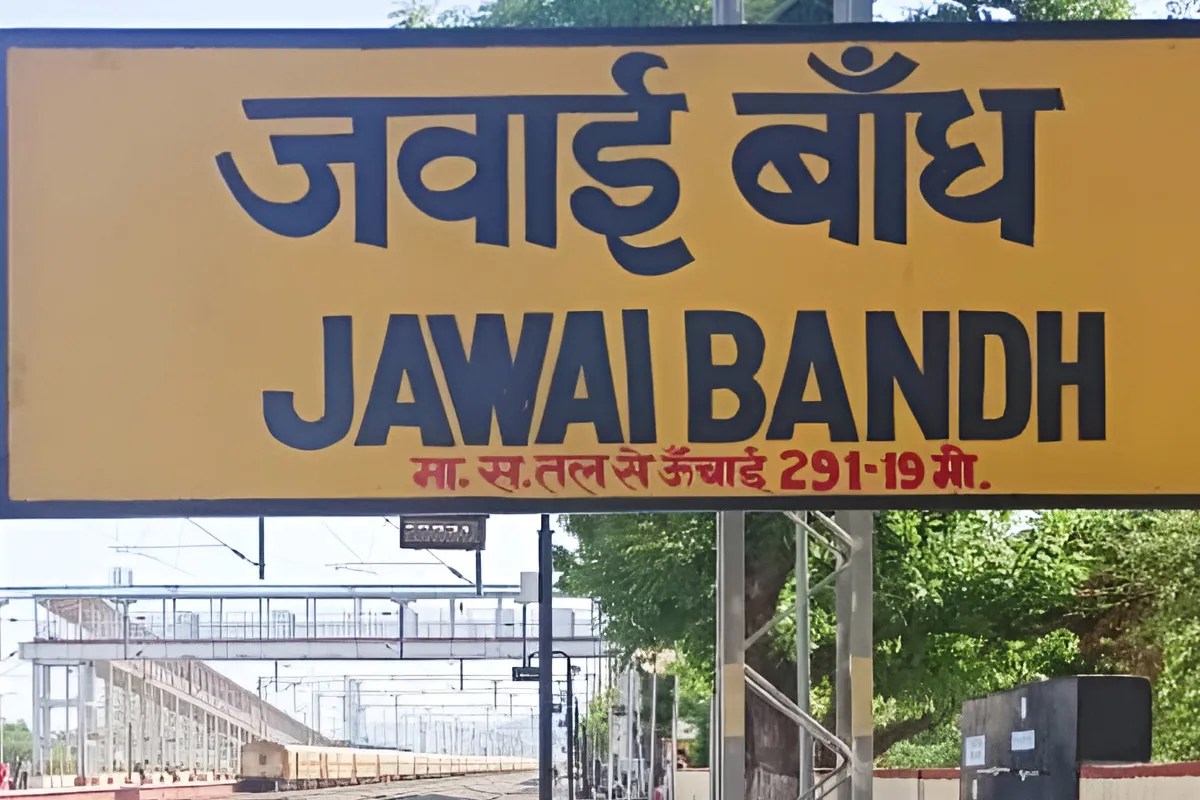 जवाई बाँध
JAWAI BANDH
मा. स. तल से ऊँचाई 291-19 मी.